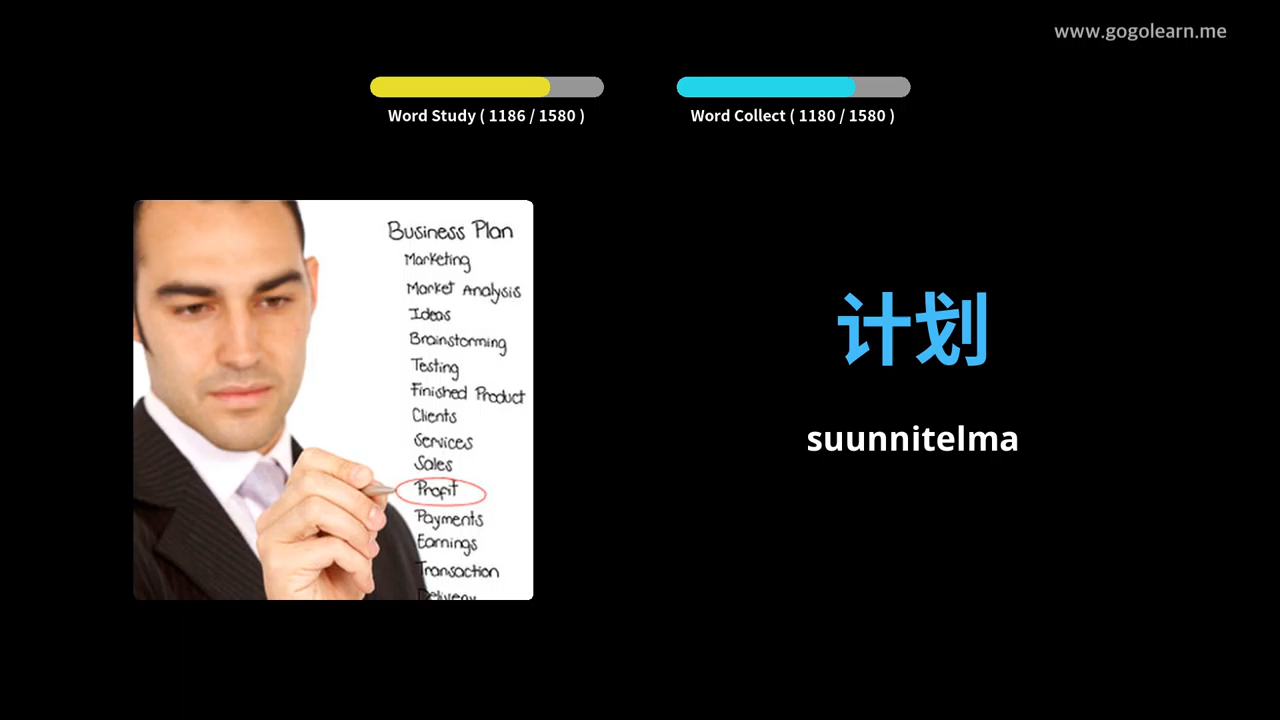 www.gogolearn.me
Word Study ( 1186 / 1580 )
Word Collect ( 1180 / 1580 )
Business Plan
Marketing
Market Analysis
Ideas
Brainstorming
Testing
Finished Product
Clients
Services
Sales
Profit
Payments
Earnings
Transaction
Delivery
计划
suunnitelma